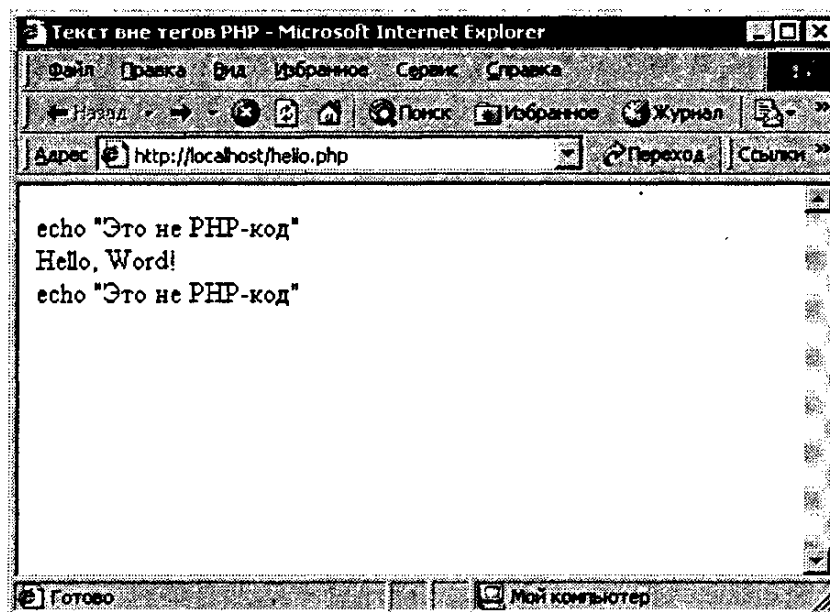 Текст вне тегов PHP - Microsoft Internet Explorer
Файл Правка Вид Избранное Сервис Справка
Назад Поиск Избранное Журнал
Адрес http://localhost/hello.php Переход Ссылки
echo "Это не PHP-код"
Hello, Word!
echo "Это не PHP-код"
Готово Мой компьютер